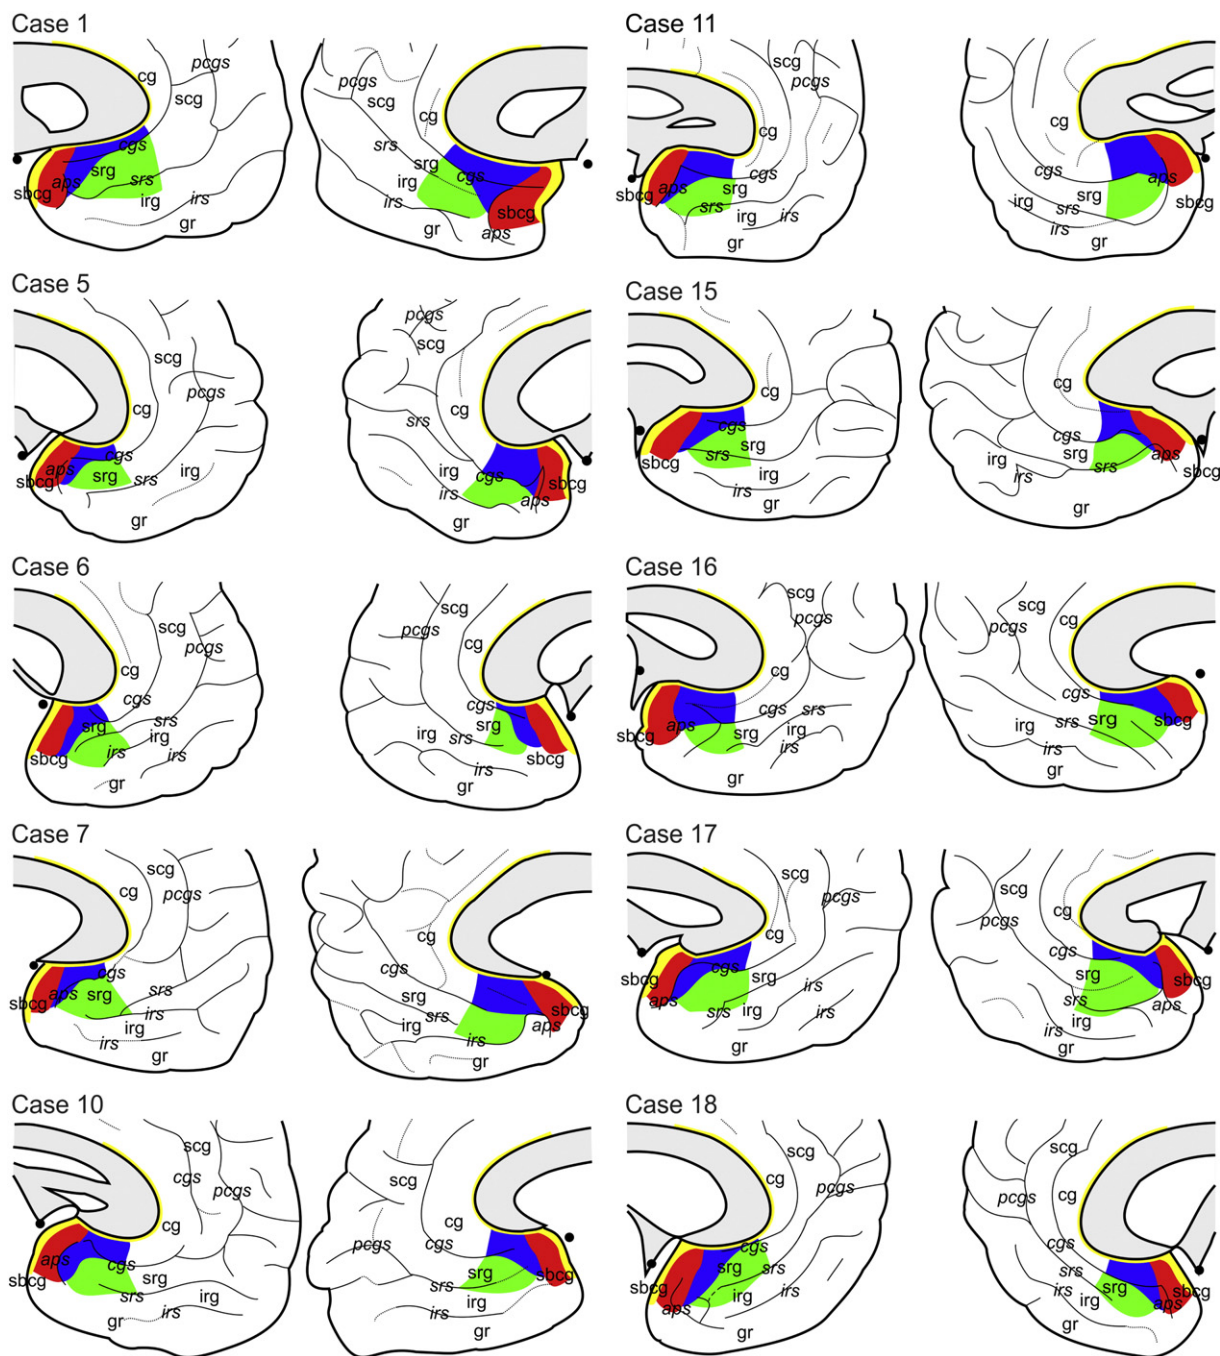 Case 1
cg
pcgs
scg
cgs
srg
aps
srs
sbcg
irg
irs
gr
pcgs
scg
cg
srs
srg
cgs
irg
irs
sbcg
gr
aps
Case 11
scg
pcgs
cg
aps
srg
cgs
sbcg
srs
irg
irs
gr
cg
cgs
aps
srg
sbcg
srs
irs
gr
Case 5
scg
pcgs
cg
cgs
aps
srg
srs
irg
sbcg
gr
pcgs
scg
cg
srs
irg
cgs
irs
sbcg
aps
gr
Case 15
cg
cgs
srg
srs
sbcg
irg
irs
gr
cg
irg
srg
cgs
srs
aps
irs
sbcg
gr
Case 6
scg
pcgs
cg
cgs
srg
srs
irg
irs
irs
sbcg
gr
scg
pcgs
cg
cgs
srg
irg
srs
sbcg
irs
gr
Case 16
scg
pcgs
cg
cgs
srs
aps
sbcg
srg
irg
irs
gr
scg
pcgs
cg
cgs
srs
srg
sbcg
irg
irs
gr
Case 7
scg
cg
pcgs
cgs
aps
srg
srs
sbcg
irs
irg
irs
gr
cg
cgs
srg
srs
sbcg
irg
aps
irs
gr
Case 17
scg
pcgs
cg
cgs
srg
sbcg
irs
aps
srs
irg
irs
gr
scg
pcgs
cg
cgs
srg
sbcg
srs
aps
irg
irs
gr
Case 10
scg
cgs
pcgs
cg
aps
cgs
srg
sbcg
srs
irg
irs
gr
scg
cg
pcgs
cgs
srg
sbcg
srs
irg
irs
gr
Case 18
scg
pcgs
cg
cgs
srg
srs
sbcg
irg
aps
gr
scg
pcgs
cg
cgs
srg
srs
irs
irg
aps
sbcg
gr